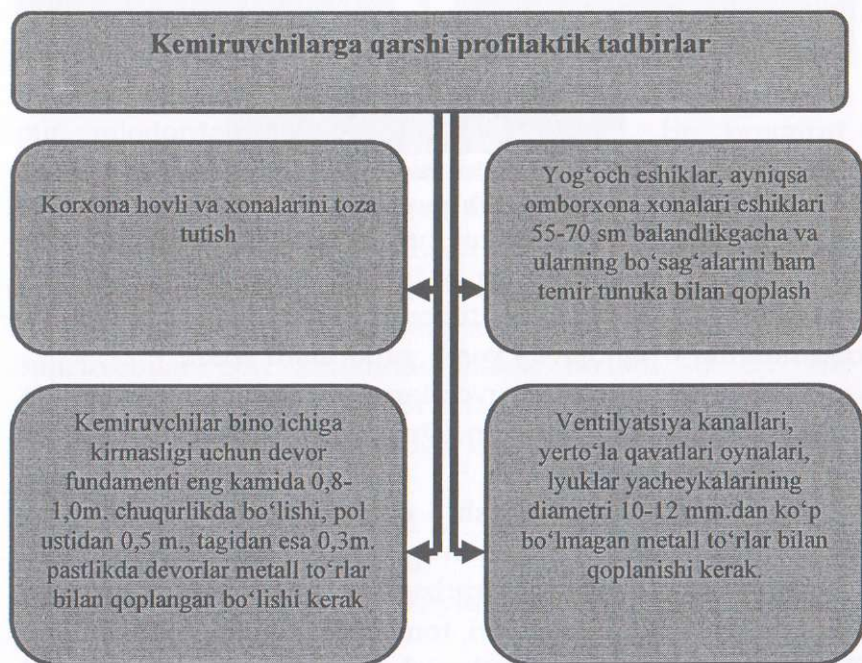 Kemiruvchilarga qarshi profilaktik tadbirlar
Korxona hovli va xonalarini toza
tutish
Yog‘och eshiklar, ayniqsa
omborxona xonalari eshiklari
55-70 sm balandlikgacha va
ularning bo‘sag‘alarini ham
temir tunuka bilan qoplash
Kemiruvchilar bino ichiga
kirmasligi uchun devor
fundamenti eng kamida 0,8-
1,0m. chuqurlikda bo‘lishi, pol
ustidan 0,5 m., tagidan esa 0,3m.
pastlikda devorlar metall to‘rlar
bilan qoplangan bo‘lishi kerak
Ventilyatsiya kanallari,
yerto‘la qavatlari oynalari,
lyuklar yacheykalarining
diametri 10-12 mm.dan ko‘p
bo‘lmagan metall to‘rlar bilan
qoplanishi kerak.